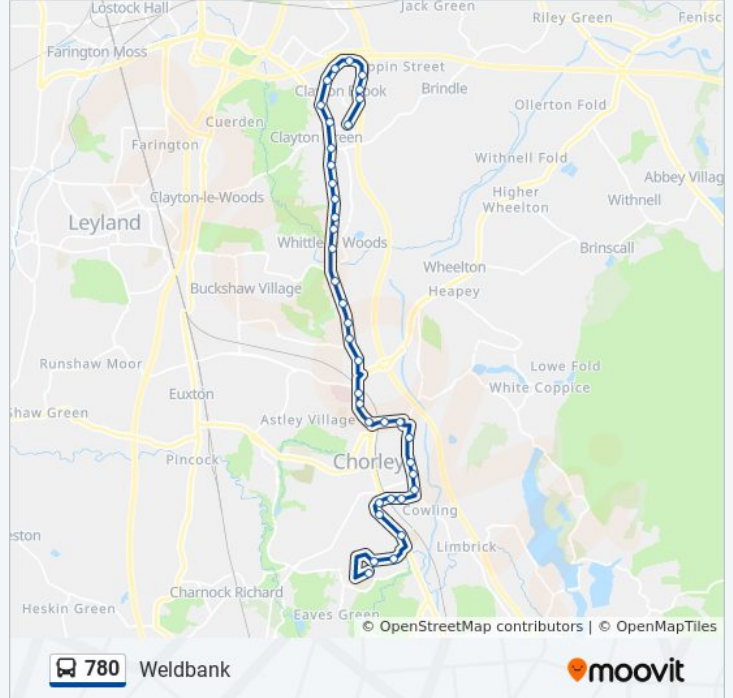 Lostock Hall
Jack Green
Riley Green
Fenisc
Farington Moss
ppin Street
Clayton Brook
Brindle
Ollerton Fold
Cuerden
Clayton Green
Farington
Withnell Fold
Abbey Villag
Higher
Wheelton
Withnell
Clayton-le-Woods
Leyland
Whittle
Woods
Brinscall
Wheelton
Buckshaw Village
Heapey
Runshaw Moor
Lowe Fold
White Coppice
Euxton
Shaw Green
Astley Village
Pincock
Chorley
Cowling
eston
Limbrick
Charnock Richard
Heskin Green
Eaves Green
© OpenStreetMap contributors | © OpenMapTiles
780 Weldbank
moovit